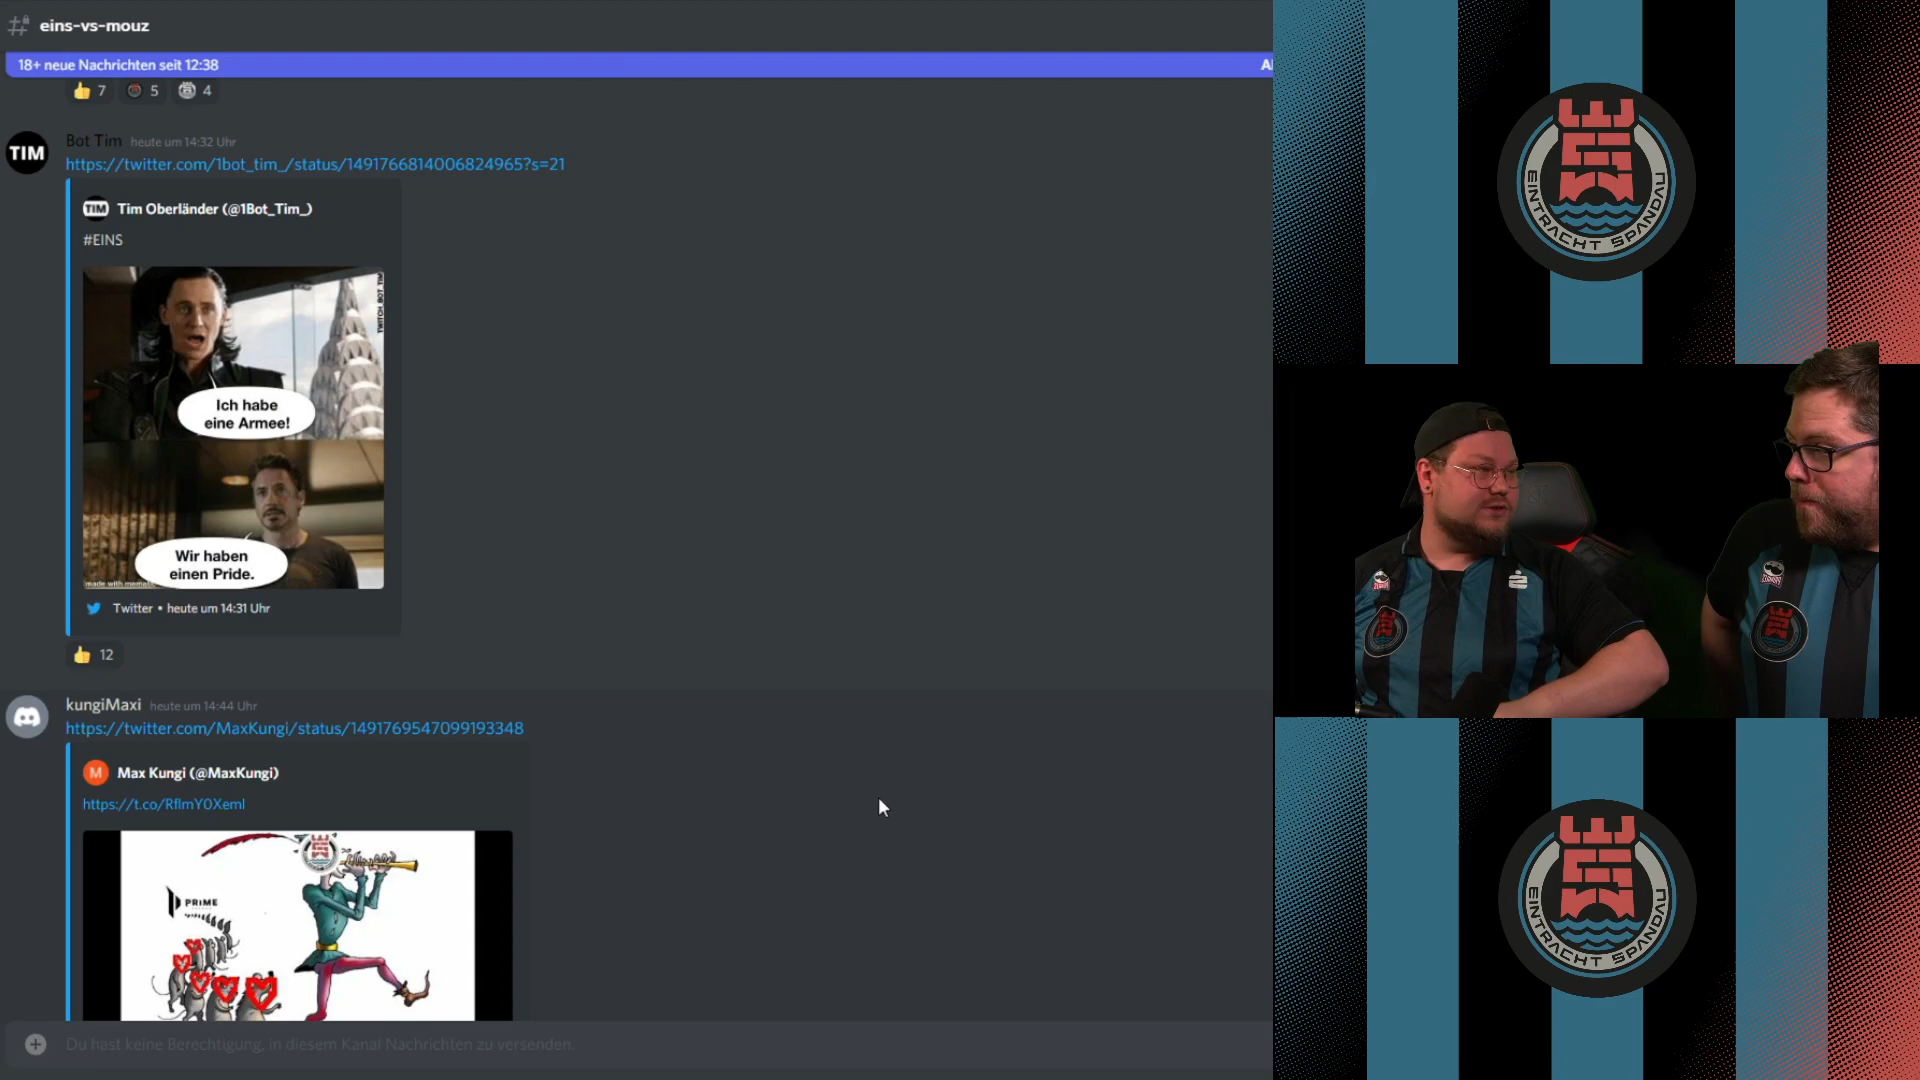 eins-vs-mouz
18+ neue Nachrichten seit 12:38
7 5 4
TIM
Bot Tim heute um 14:32 Uhr
https://twitter.com/1bot_tim_/status/1491766814006824965?s=21
TIM Tim Oberländer (@1Bot_Tim_)
#EINS
TWITCH_BOT_TIM
Ich habe
eine Armee!
Wir haben
einen Pride.
Twitter • heute um 14:31 Uhr
12
kungiMaxi heute um 14:44 Uhr
https://twitter.com/MaxKungi/status/1491769547099193348
M Max Kungi (@MaxKungi)
https://t.co/RflmY0Xeml
PRIME
Du hast keine Berechtigung, in diesem Kanal Nachrichten zu versenden.
EINTRACHT SPANDAU
EINTRACHT SPANDAU